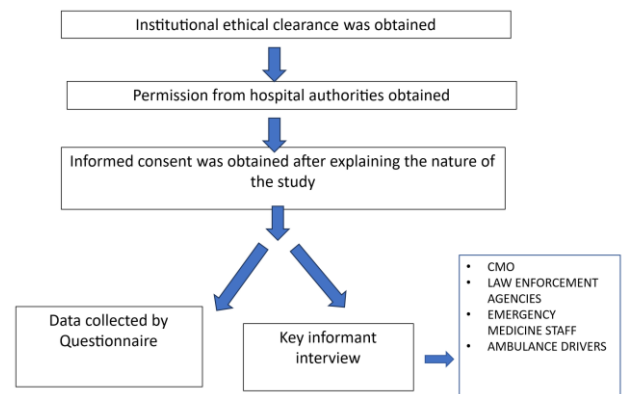 Institutional ethical clearance was obtained
Permission from hospital authorities obtained
Informed consent was obtained after explaining the nature of
the study
Data collected by
Questionnaire
Key informant
interview
• CMO
• LAW ENFORCEMENT
AGENCIES
• EMERGENCY
MEDICINE STAFF
• AMBULANCE DRIVERS